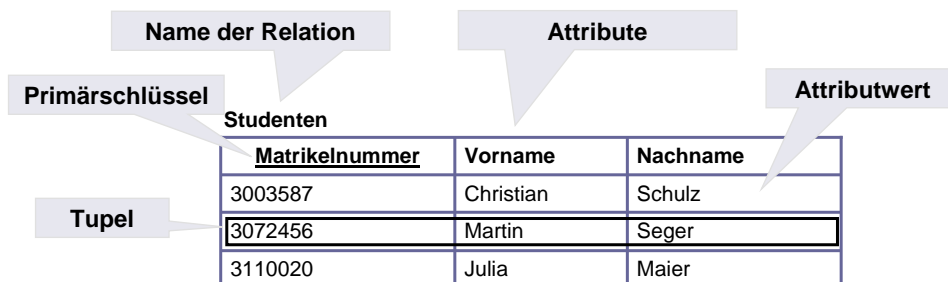 Name der Relation
Attribute
Primärschlüssel
Attributwert
Studenten
Matrikelnummer Vorname Nachname
3003587 Christian Schulz
Tupel
3072456 Martin Seger
3110020 Julia Maier